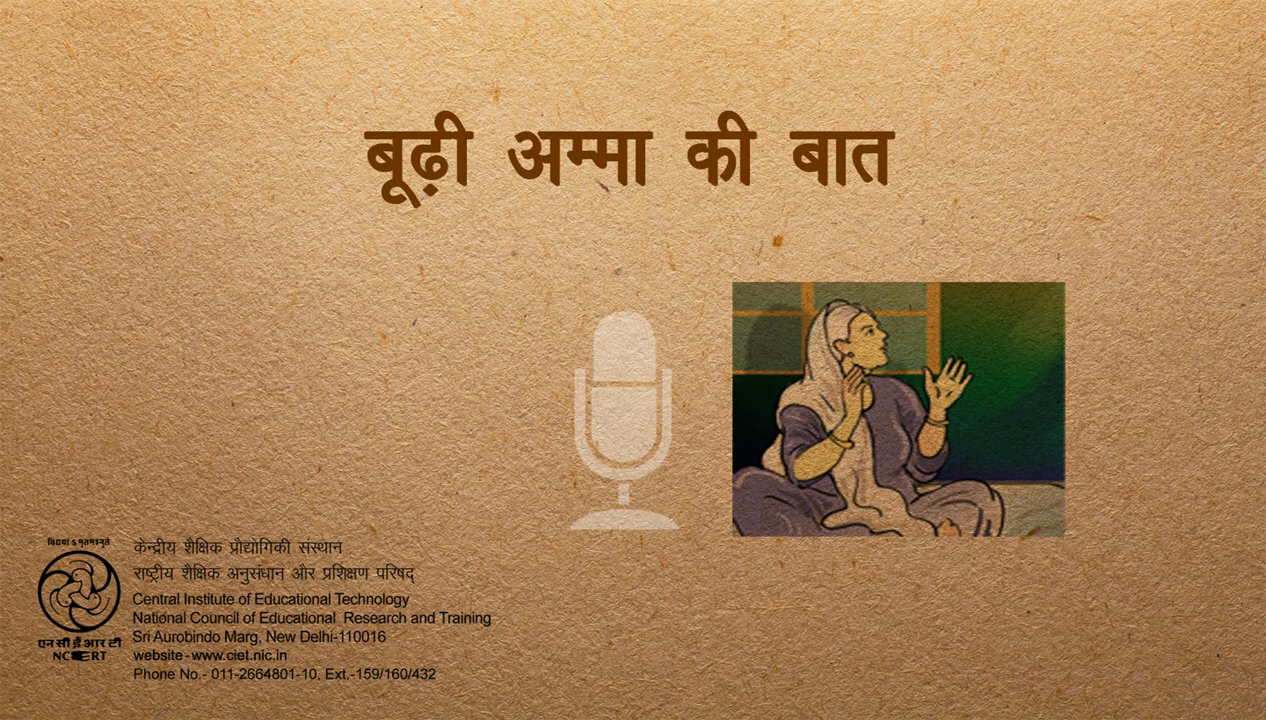 बूढ़ी अम्मा की बात
विद्यया ऽ मृतमश्नुते
एन सी ई आर टी
NCERT
केन्द्रीय शैक्षिक प्रौद्योगिकी संस्थान
राष्ट्रीय शैक्षिक अनुसंधान और प्रशिक्षण परिषद्
Central Institute of Educational Technology
National Council of Educational Research and Training
Sri Aurobindo Marg, New Delhi-110016
website-www.ciet.nic.in
Phone No.- 011-2664801-10, Ext.-159/160/432